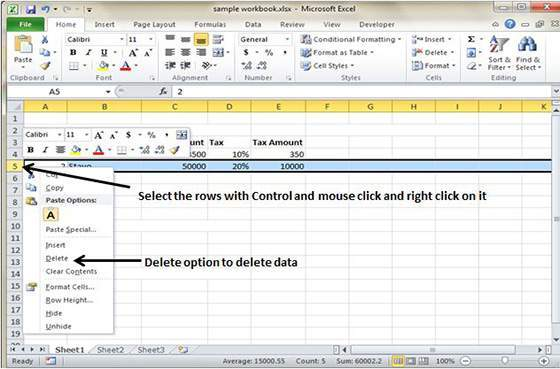 sample workbook.xlsx - Microsoft Excel
File Home Insert Page Layout Formulas Data Review View Developer
Paste Calibri 11 Conditional Formatting Insert
Format as Table Delete Sort & Find &
B I U Cell Styles Format Filter Select
Clipboard Font Alignment Number Styles Cells Editing
A5 fx 2
A B C D E F G H I J K
1
Calibri 11 A A $ % ,
B I unt Tax Tax Amount
4 3500 10% 350
5 2 50000 20% 10000
6 Cut
7 Copy Select the rows with Control and mouse click and right click on it
8 Paste Options:
9 A
10 Paste Special...
11
12 Insert
13 Delete Delete option to delete data
14 Clear Contents
15 Format Cells...
16 Row Height...
17 Hide
18 Unhide
19
Sheet1 Sheet2 Sheet3
Ready Average: 15000.55 Count: 5 Sum: 60002.2 100%